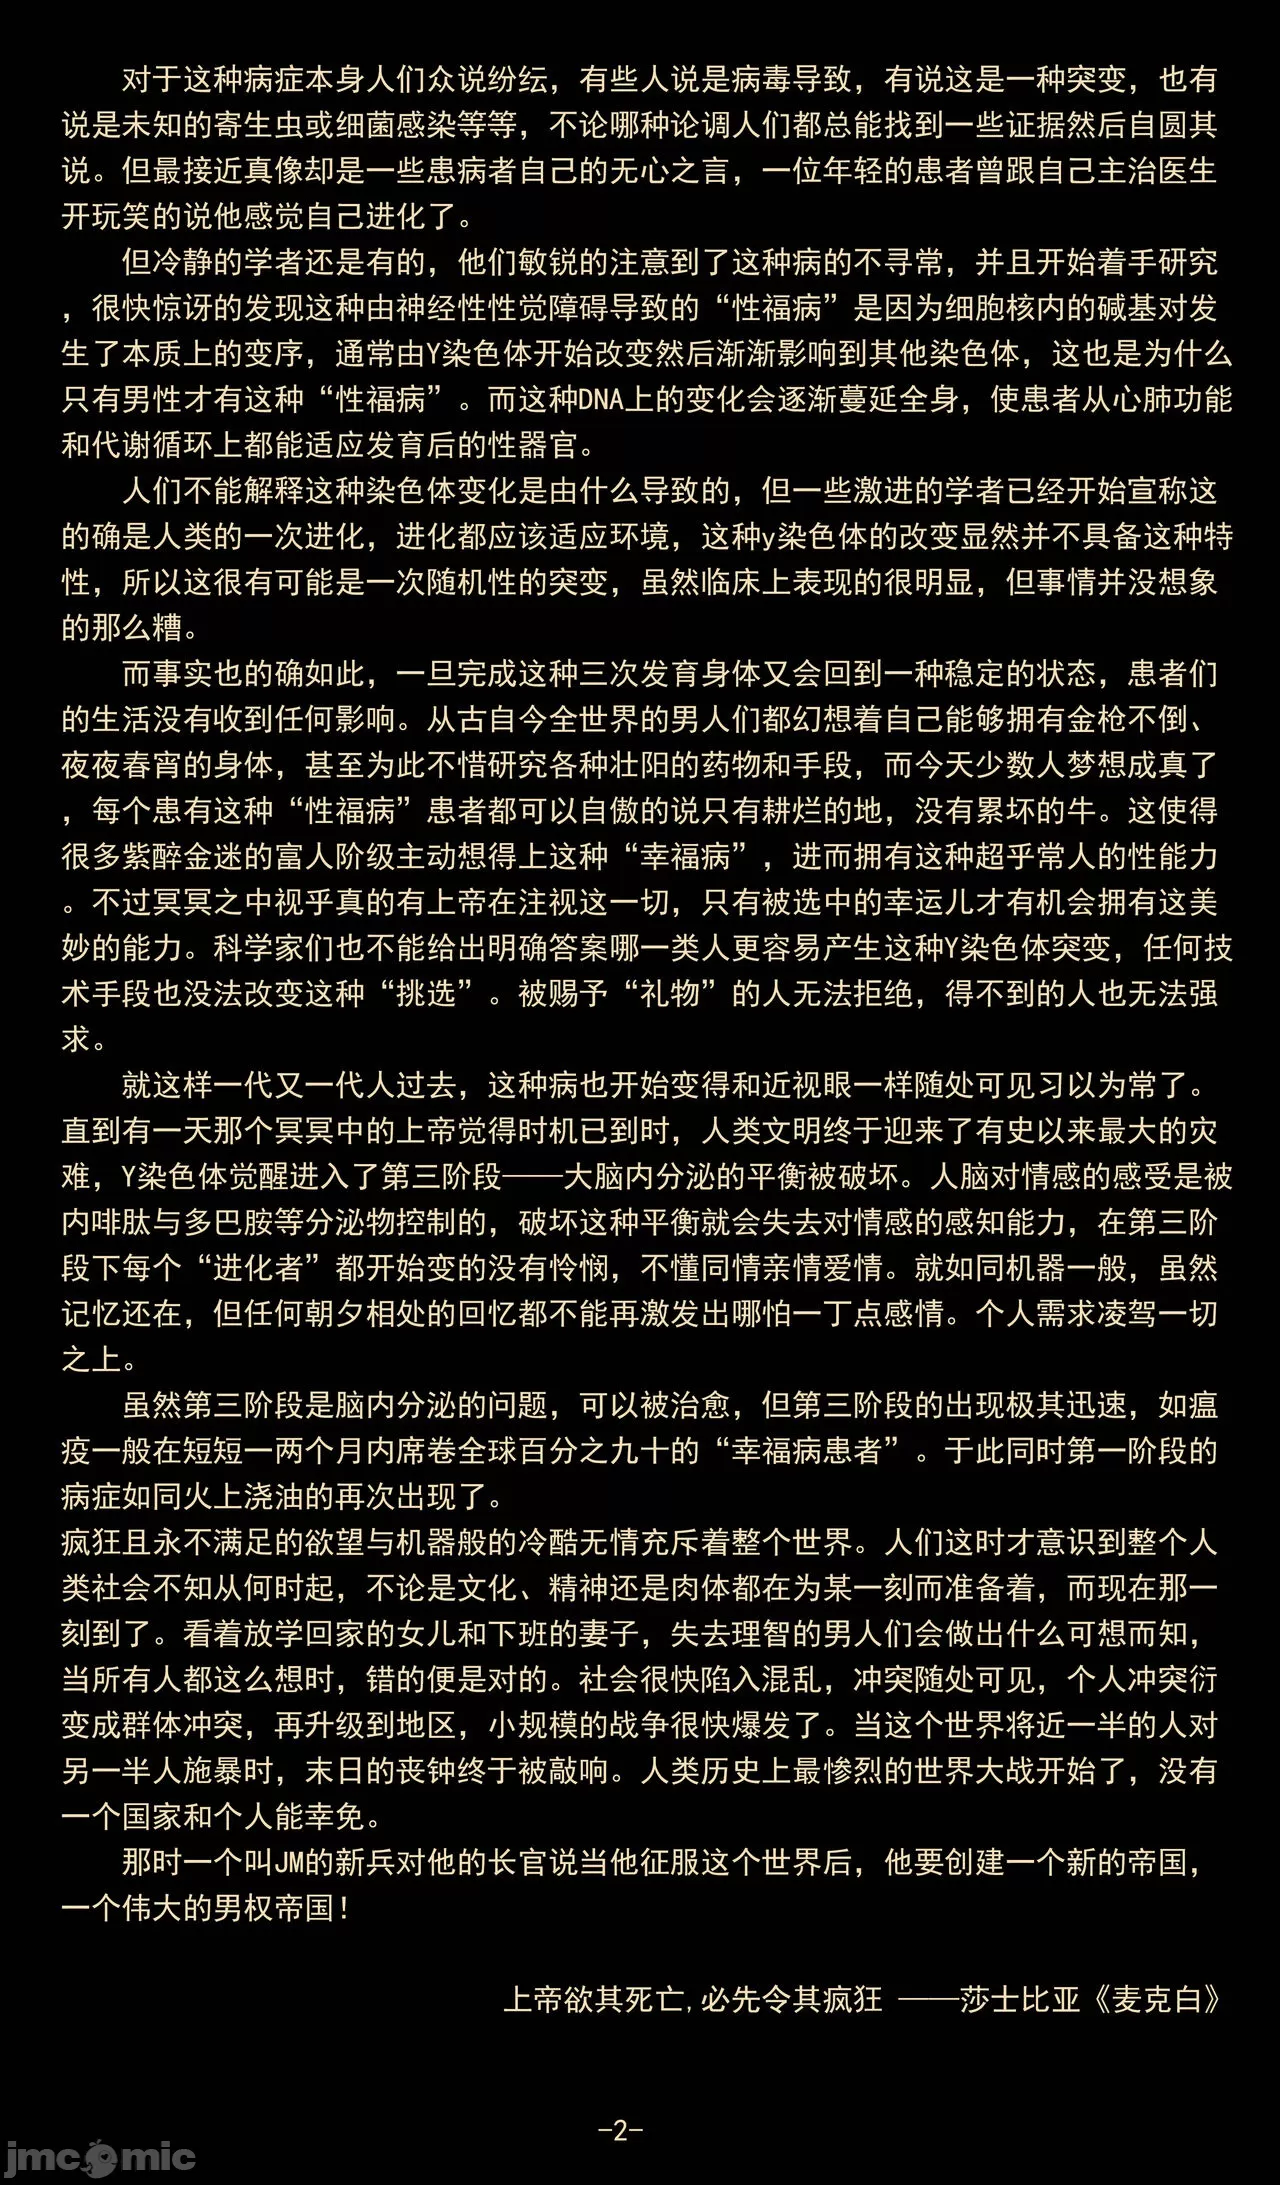 对于这种病症本身人们众说纷纭，有些人说是病毒导致，有说这是一种突变，也有
说是未知的寄生虫或细菌感染等等，不论哪种论调人们都总能找到一些证据然后自圆其
说。但最接近真像却是一些患病者自己的无心之言，一位年轻的患者曾跟自己主治医生
开玩笑的说他感觉自己进化了。
但冷静的学者还是有的，他们敏锐的注意到了这种病的不寻常，并且开始着手研究
，很快惊讶的发现这种由神经性性觉障碍导致的“性福病”是因为细胞核内的碱基对发
生了本质上的变序，通常由Y染色体开始改变然后渐渐影响到其他染色体，这也是为什么
只有男性才有这种“性福病”。而这种DNA上的变化会逐渐蔓延全身，使患者从心肺功能
和代谢循环上都能适应发育后的性器官。
人们不能解释这种染色体变化是由什么导致的，但一些激进的学者已经开始宣称这
的确是人类的一次进化，进化都应该适应环境，这种y染色体的改变显然并不具备这种特
性，所以这很有可能是一次随机性的突变，虽然临床上表现的很明显，但事情并没想象
的那么糟。
而事实也的确如此，一旦完成这种三次发育身体又会回到一种稳定的状态，患者们
的生活没有收到任何影响。从古自今全世界的男人们都幻想着自己能够拥有金枪不倒、
夜夜春宵的身体，甚至为此不惜研究各种壮阳的药物和手段，而今天少数人梦想成真了
，每个患有这种“性福病”患者都可以自傲的说只有耕烂的地，没有累坏的牛。这使得
很多紫醉金迷的富人阶级主动想得上这种“幸福病”，进而拥有这种超乎常人的性能力
。不过冥冥之中视乎真的有上帝在注视这一切，只有被选中的幸运儿才有机会拥有这美
妙的能力。科学家们也不能给出明确答案哪一类人更容易产生这种Y染色体突变，任何技
术手段也没法改变这种“挑选”。被赐予“礼物”的人无法拒绝，得不到的人也无法强
求。
就这样一代又一代人过去，这种病也开始变得和近视眼一样随处可见习以为常了。
直到有一天那个冥冥中的上帝觉得时机已到时，人类文明终于迎来了有史以来最大的灾
难，Y染色体觉醒进入了第三阶段——大脑内分泌的平衡被破坏。人脑对情感的感受是被
内啡肽与多巴胺等分泌物控制的，破坏这种平衡就会失去对情感的感知能力，在第三阶
段下每个“进化者”都开始变的没有怜悯，不懂同情亲情爱情。就如同机器一般，虽然
记忆还在，但任何朝夕相处的回忆都不能再激发出哪怕一丁点感情。个人需求凌驾一切
之上。
虽然第三阶段是脑内分泌的问题，可以被治愈，但第三阶段的出现极其迅速，如瘟
疫一般在短短一两个月内席卷全球百分之九十的“幸福病患者”。于此同时第一阶段的
病症如同火上浇油的再次出现了。
疯狂且永不满足的欲望与机器般的冷酷无情充斥着整个世界。人们这时才意识到整个人
类社会不知从何时起，不论是文化、精神还是肉体都在为某一刻而准备着，而现在那一
刻到了。看着放学回家的女儿和下班的妻子，失去理智的男人们会做出什么可想而知，
当所有人都这么想时，错的便是对的。社会很快陷入混乱，冲突随处可见，个人冲突衍
变成群体冲突，再升级到地区，小规模的战争很快爆发了。当这个世界将近一半的人对
另一半人施暴时，末日的丧钟终于被敲响。人类历史上最惨烈的世界大战开始了，没有
一个国家和个人能幸免。
那时一个叫JM的新兵对他的长官说当他征服这个世界后，他要创建一个新的帝国，
一个伟大的男权帝国！
上帝欲其死亡,必先令其疯狂 ——莎士比亚《麦克白》
-2-
jmcomic